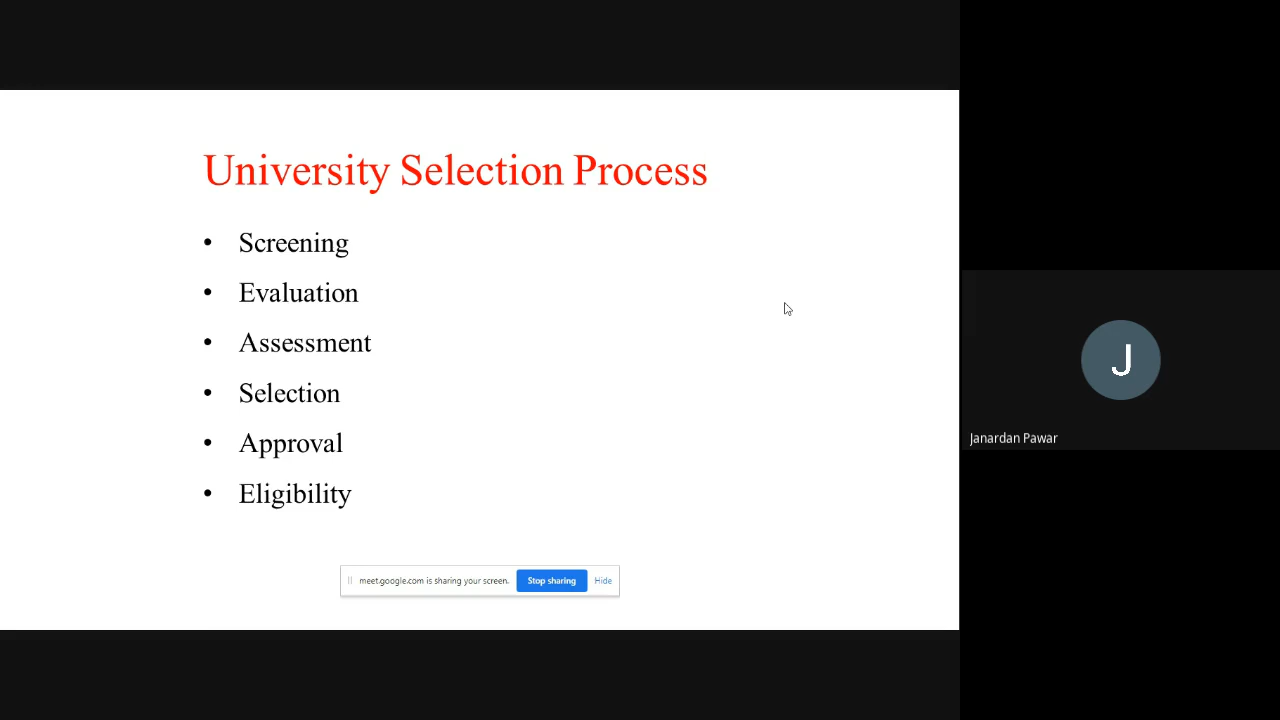 University Selection Process
• Screening
• Evaluation
• Assessment
• Selection
• Approval
• Eligibility
meet.google.com is sharing your screen. Stop sharing Hide
J
Janardan Pawar